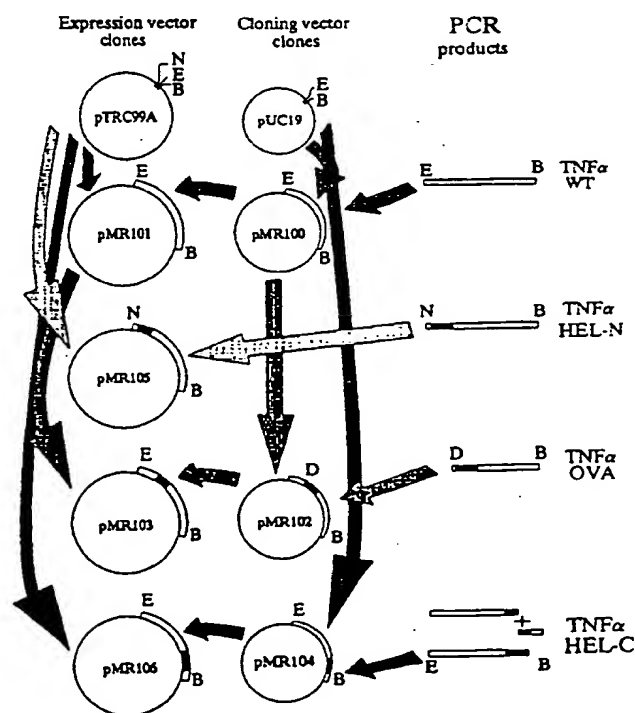 Expression vector
clones
Cloning vector
clones
PCR
products
N
E
B
pTRC99A
E
B
pUC19
E
B
pMR101
E
B
pMR100
E
B
TNFα
WT
N
B
pMR105
N
B
TNFα
HEL-N
E
B
pMR103
D
B
pMR102
D
B
TNFα
OVA
E
B
pMR106
E
B
pMR104
+
E
B
TNFα
HEL-C